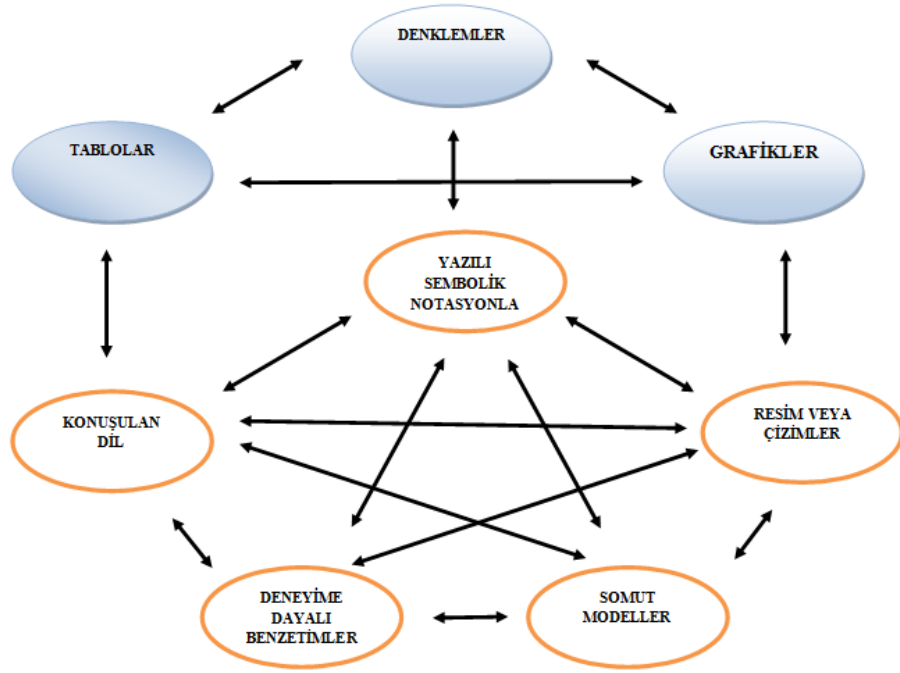 DENKLEMLER
TABLOLAR
GRAFİKLER
YAZILI
SEMBOLİK
NOTASYONLA
KONUŞULAN
DİL
RESİM VEYA
ÇİZİMLER
DENEYİME
DAYALI
BENZETİMLER
SOMUT
MODELLER